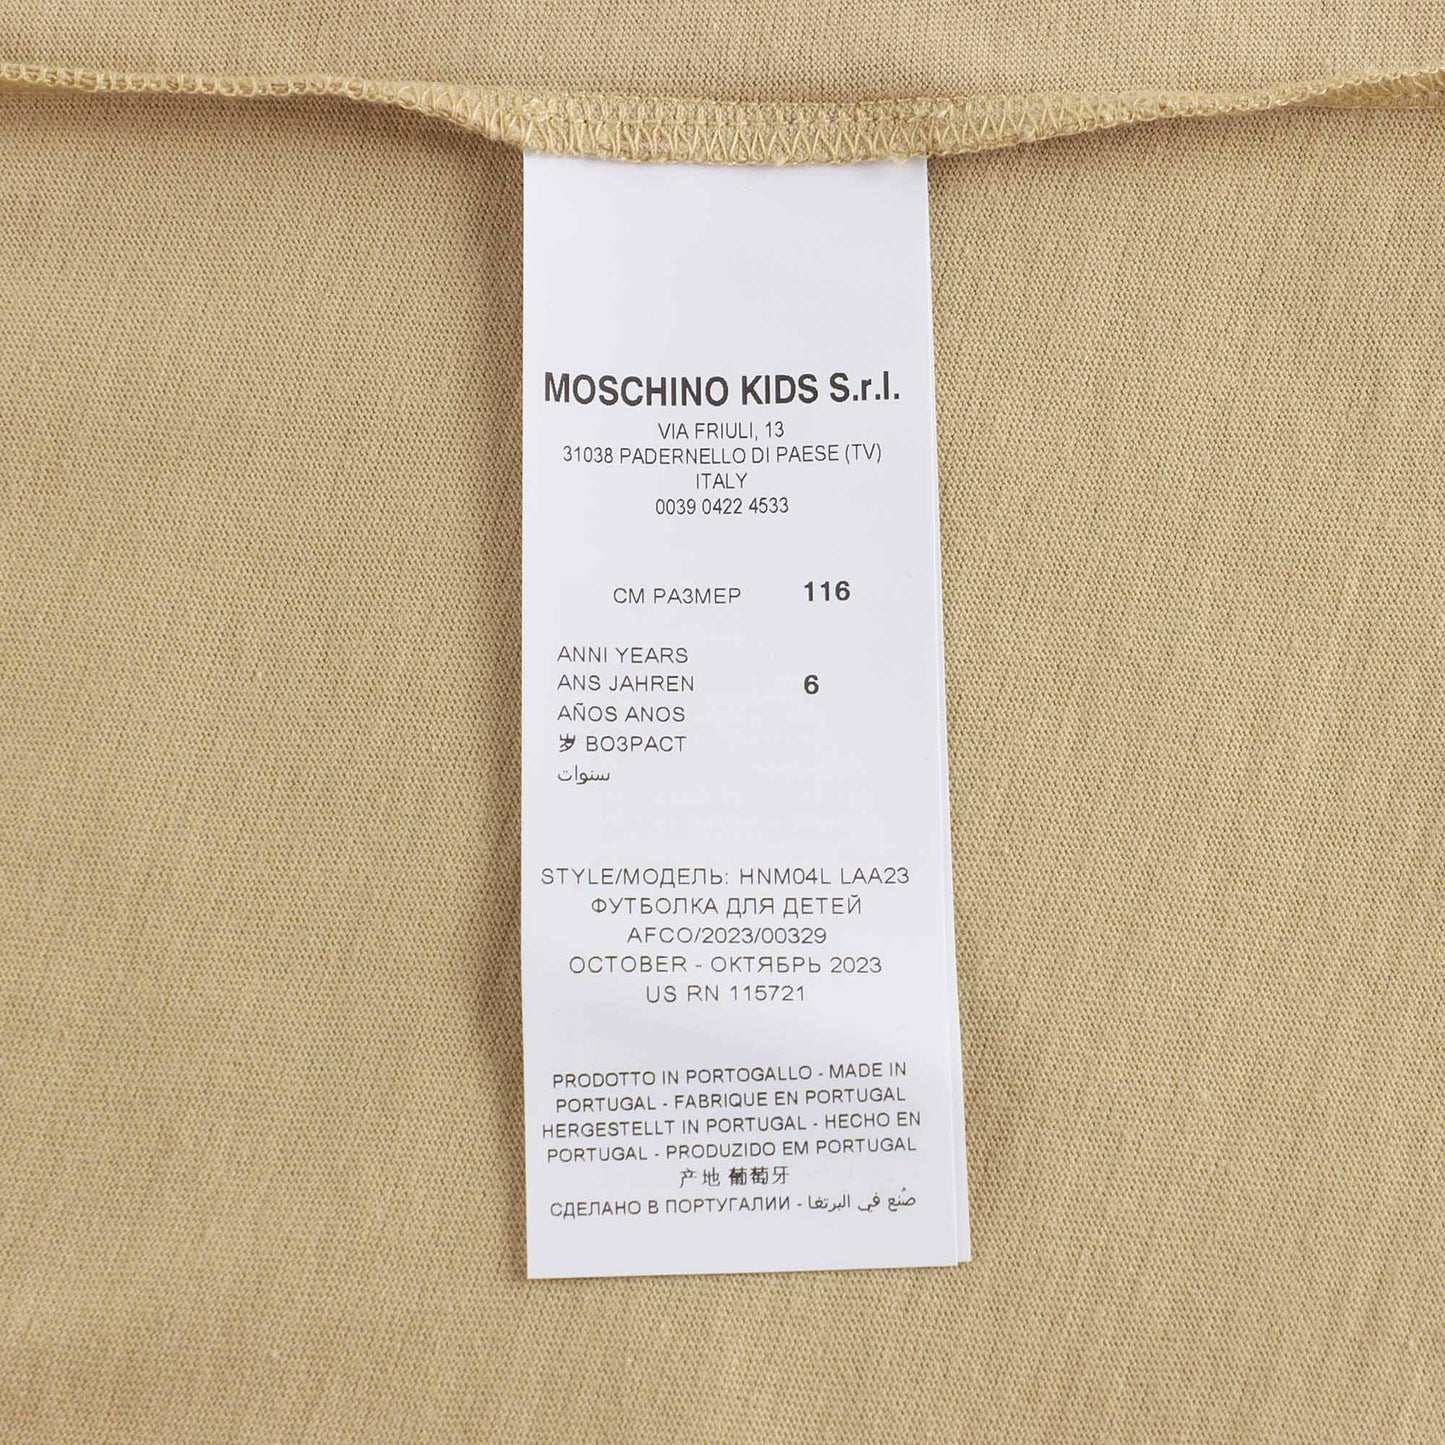 MOSCHINO KIDS S.r.l.
VIA FRIULI, 13
31038 PADERNELLO DI PAESE (TV)
ITALY
0039 0422 4533
СМ РАЗМЕР 116
ANNI YEARS
ANS JAHREN 6
AÑOS ANOS
岁 ВОЗРАСТ
سنوات
STYLE/МОДЕЛЬ: HNM04L LAA23
ФУТБОЛКА ДЛЯ ДЕТЕЙ
AFCO/2023/00329
OCTOBER - ОКТЯБРЬ 2023
US RN 115721
PRODOTTO IN PORTOGALLO - MADE IN
PORTUGAL - FABRIQUE EN PORTUGAL
HERGESTELLT IN PORTUGAL - HECHO EN
PORTUGAL - PRODUZIDO EM PORTUGAL
产地 葡萄牙
СДЕЛАНО В ПОРТУГАЛИИ - صُنع في البرتغا